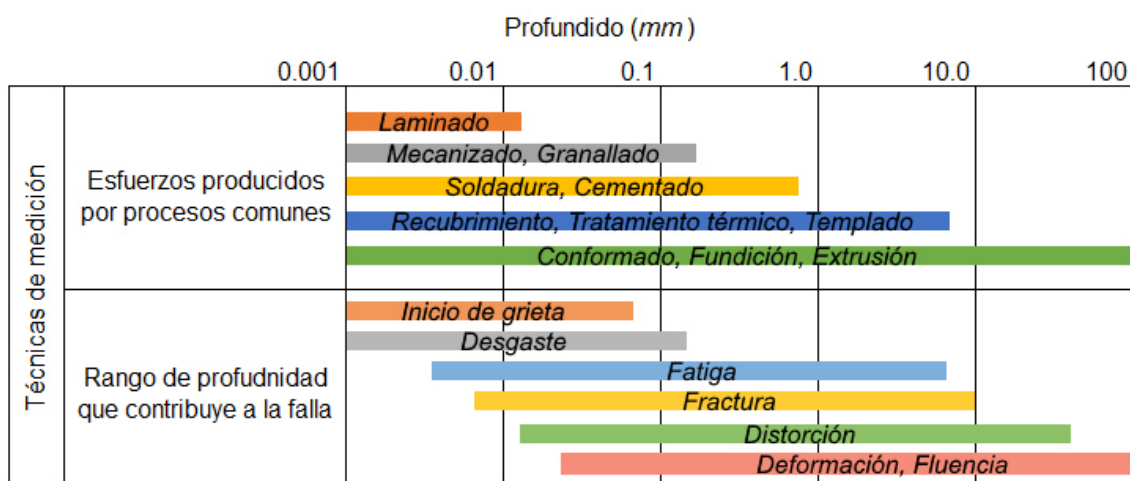 Profundido (mm)
0.001 0.01 0.1 1.0 10.0 100
Técnicas de medición
Esfuerzos producidos
por procesos comunes
Laminado
Mecanizado, Granallado
Soldadura, Cementado
Recubrimiento, Tratamiento térmico, Templado
Conformado, Fundición, Extrusión
Rango de profudnidad
que contribuye a la falla
Inicio de grieta
Desgaste
Fatiga
Fractura
Distorción
Deformación, Fluencia